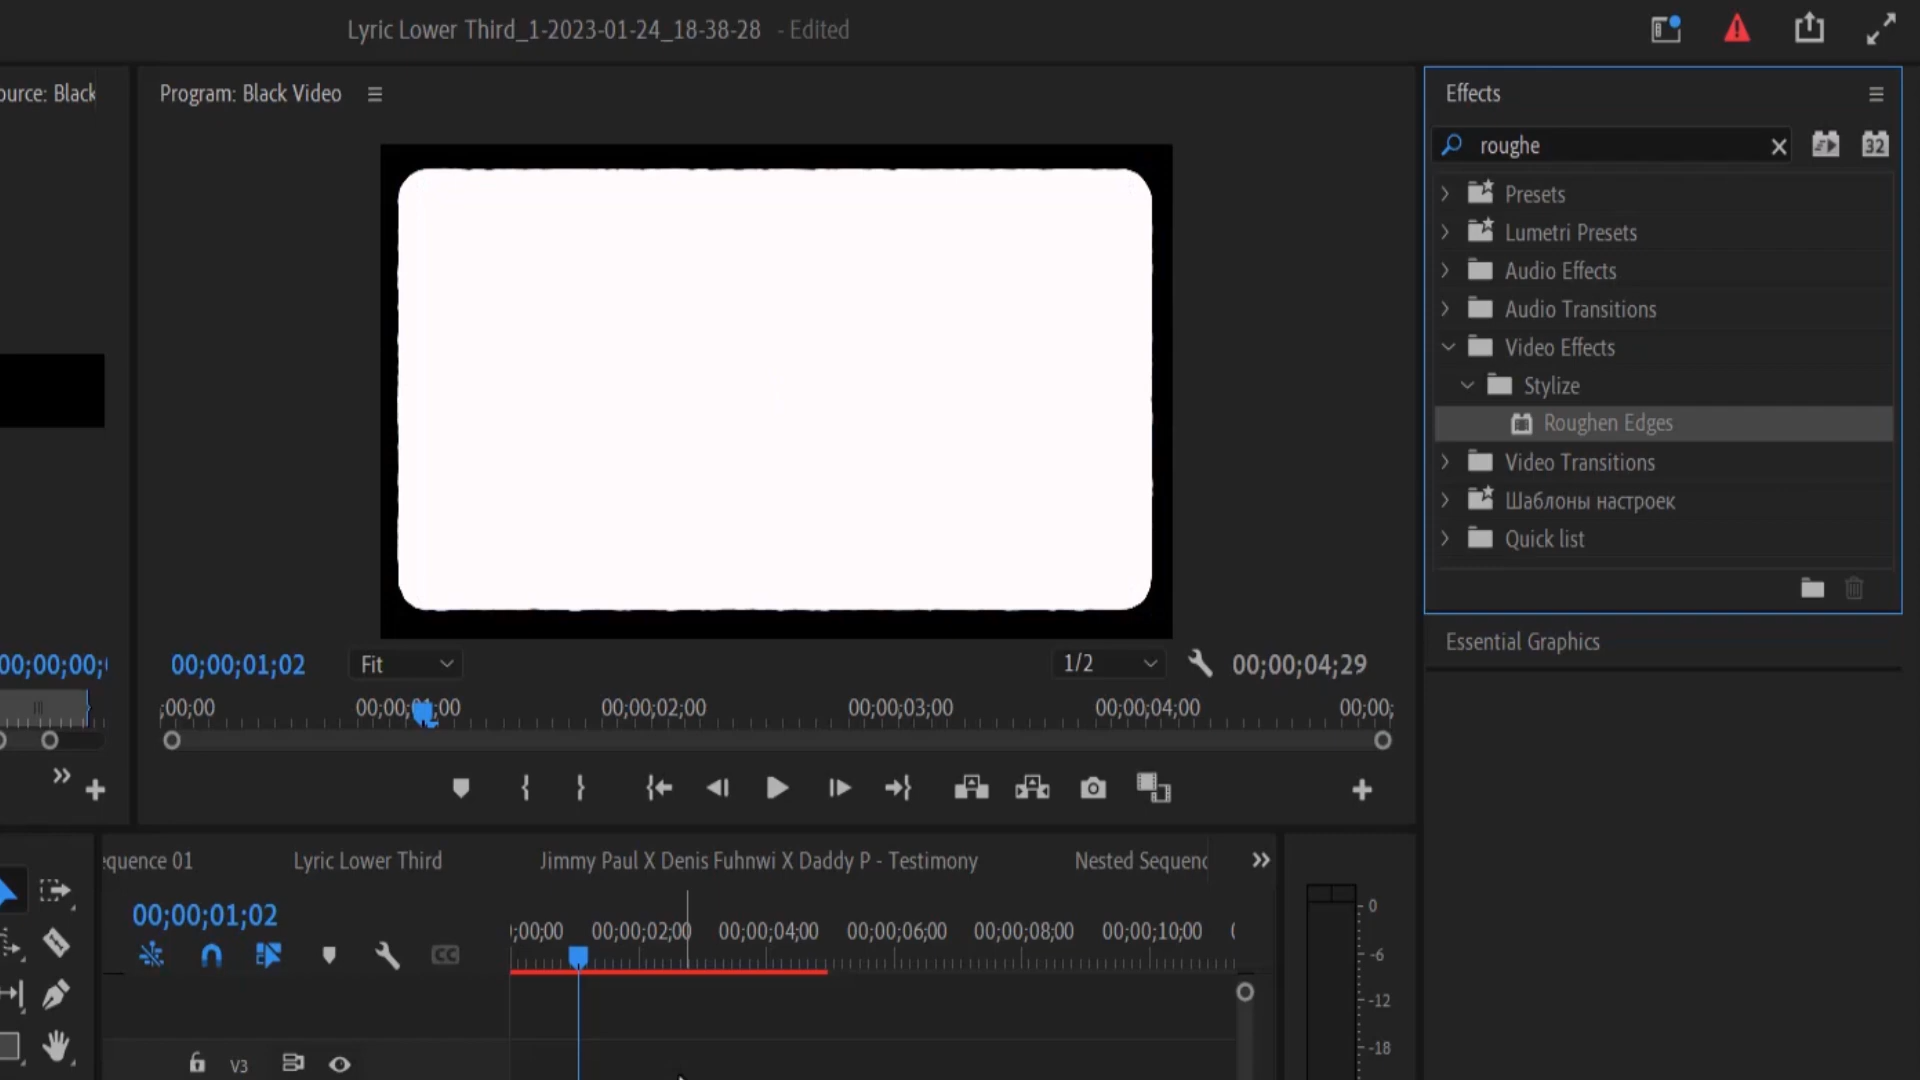 Lyric Lower Third_1-2023-01-24_18-38-28 - Edited
ource: Black
Program: Black Video
Effects
roughe
32
Presets
Lumetri Presets
Audio Effects
Audio Transitions
Video Effects
Stylize
Roughen Edges
Video Transitions
Шаблоны настроек
Quick list
Essential Graphics
00;00;00;
00;00;01;02
Fit
1/2
00;00;04;29
;00;00
00;00;01;00
00;00;02;00
00;00;03;00
00;00;04;00
00;00;
equence 01
Lyric Lower Third
Jimmy Paul X Denis Fuhnwi X Daddy P - Testimony
Nested Sequenc
00;00;01;02
CC
;00;00
00;00;02;00
00;00;04;00
00;00;06;00
00;00;08;00
00;00;10;00
0
-6
-12
-18
V3